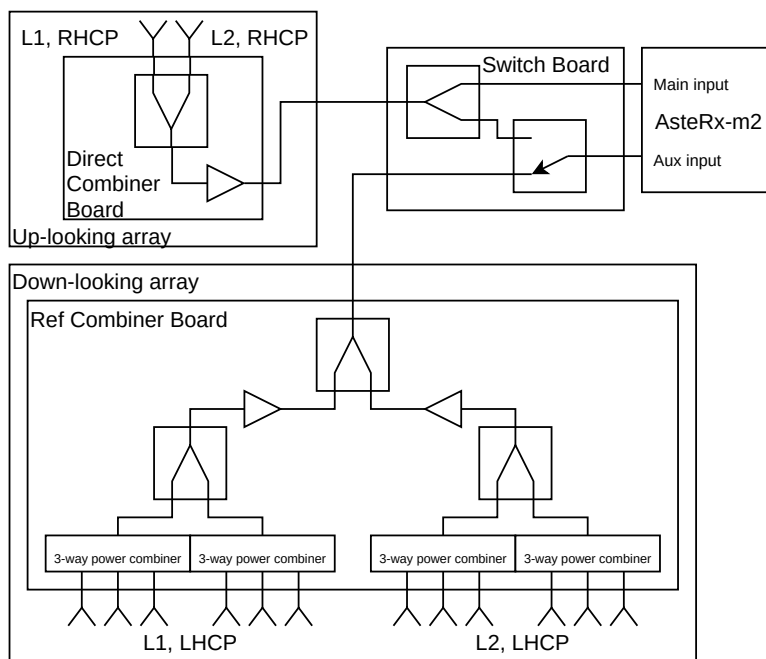 L1, RHCP
L2, RHCP
Direct
Combiner
Board
Up-looking array
Switch Board
Main input
AsteRx-m2
Aux input
Down-looking array
Ref Combiner Board
3-way power combiner
3-way power combiner
3-way power combiner
3-way power combiner
L1, LHCP
L2, LHCP